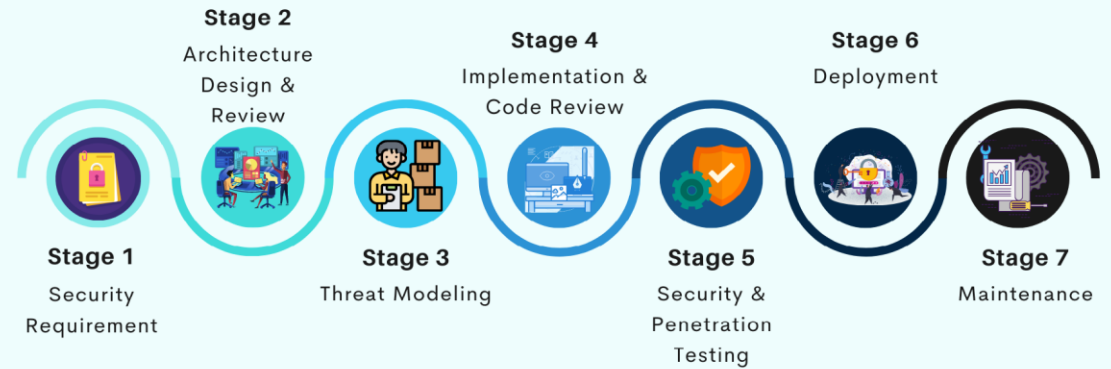 Stage 1
Security
Requirement
Stage 2
Architecture
Design &
Review
Stage 3
Threat Modeling
Stage 4
Implementation &
Code Review
Stage 5
Security &
Penetration
Testing
Stage 6
Deployment
Stage 7
Maintenance